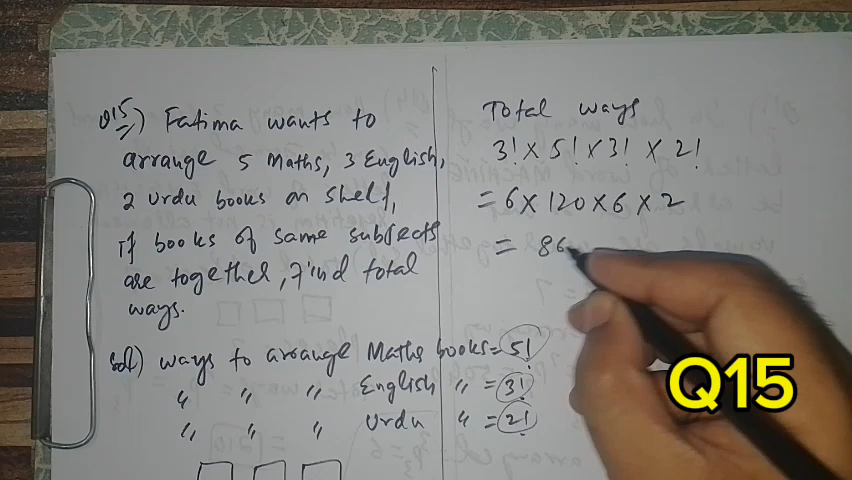 Q15) Fatima wants to
arrange 5 Maths, 3 English,
2 Urdu books on shelf,
if books of same subjects
are together, find total
ways.
Sol) ways to arrange Maths books = 5!
" " " English " = 3!
" " " Urdu " = 2!
Total ways
3! × 5! × 3! × 2!
= 6 × 120 × 6 × 2
= 86
Q15